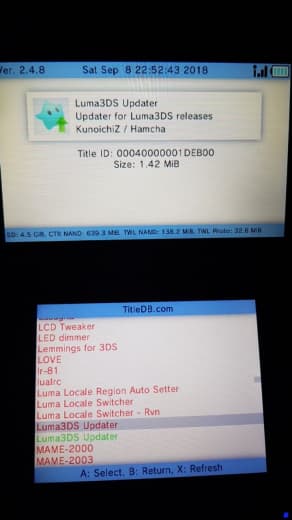 Ver. 2.4.8 Sat Sep 8 22:52:43 2018
Luma3DS Updater
Updater for Luma3DS releases
KunoichiZ / Hamcha
Title ID: 00040000001DEB00
Size: 1.42 MiB
SD: 4.5 GiB, CTR NAND: 639.3 MiB, TWL NAND: 138.2 MiB, TWL Photo: 32.6 MiB
TitleDB.com
LCD Tweaker
LED dimmer
Lemmings for 3DS
LOVE
lr-81
lualrc
Luma Locale Region Auto Setter
Luma Locale Switcher
Luma Locale Switcher - Rvn
Luma3DS Updater
Luma3DS Updater
MAME-2000
MAME-2003
A: Select, B: Return, X: Refresh